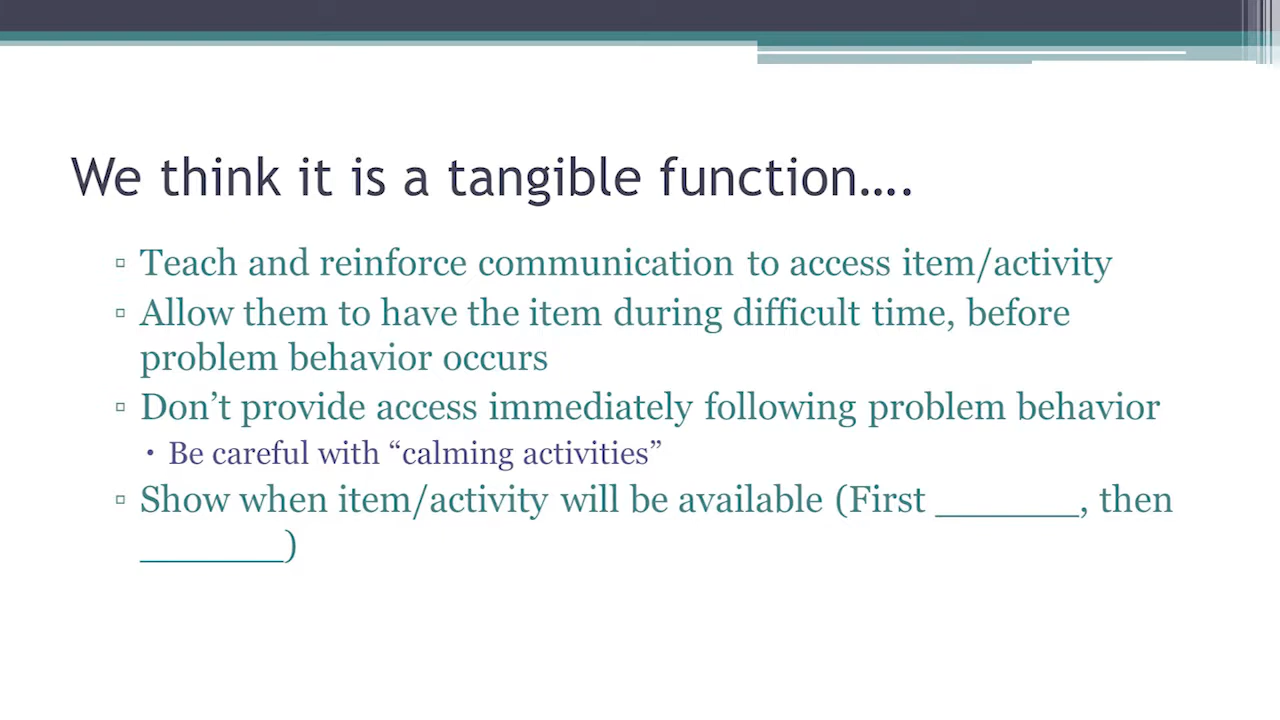 We think it is a tangible function….
▫ Teach and reinforce communication to access item/activity
▫ Allow them to have the item during difficult time, before
problem behavior occurs
▫ Don’t provide access immediately following problem behavior
• Be careful with “calming activities”
▫ Show when item/activity will be available (First ______, then
______)